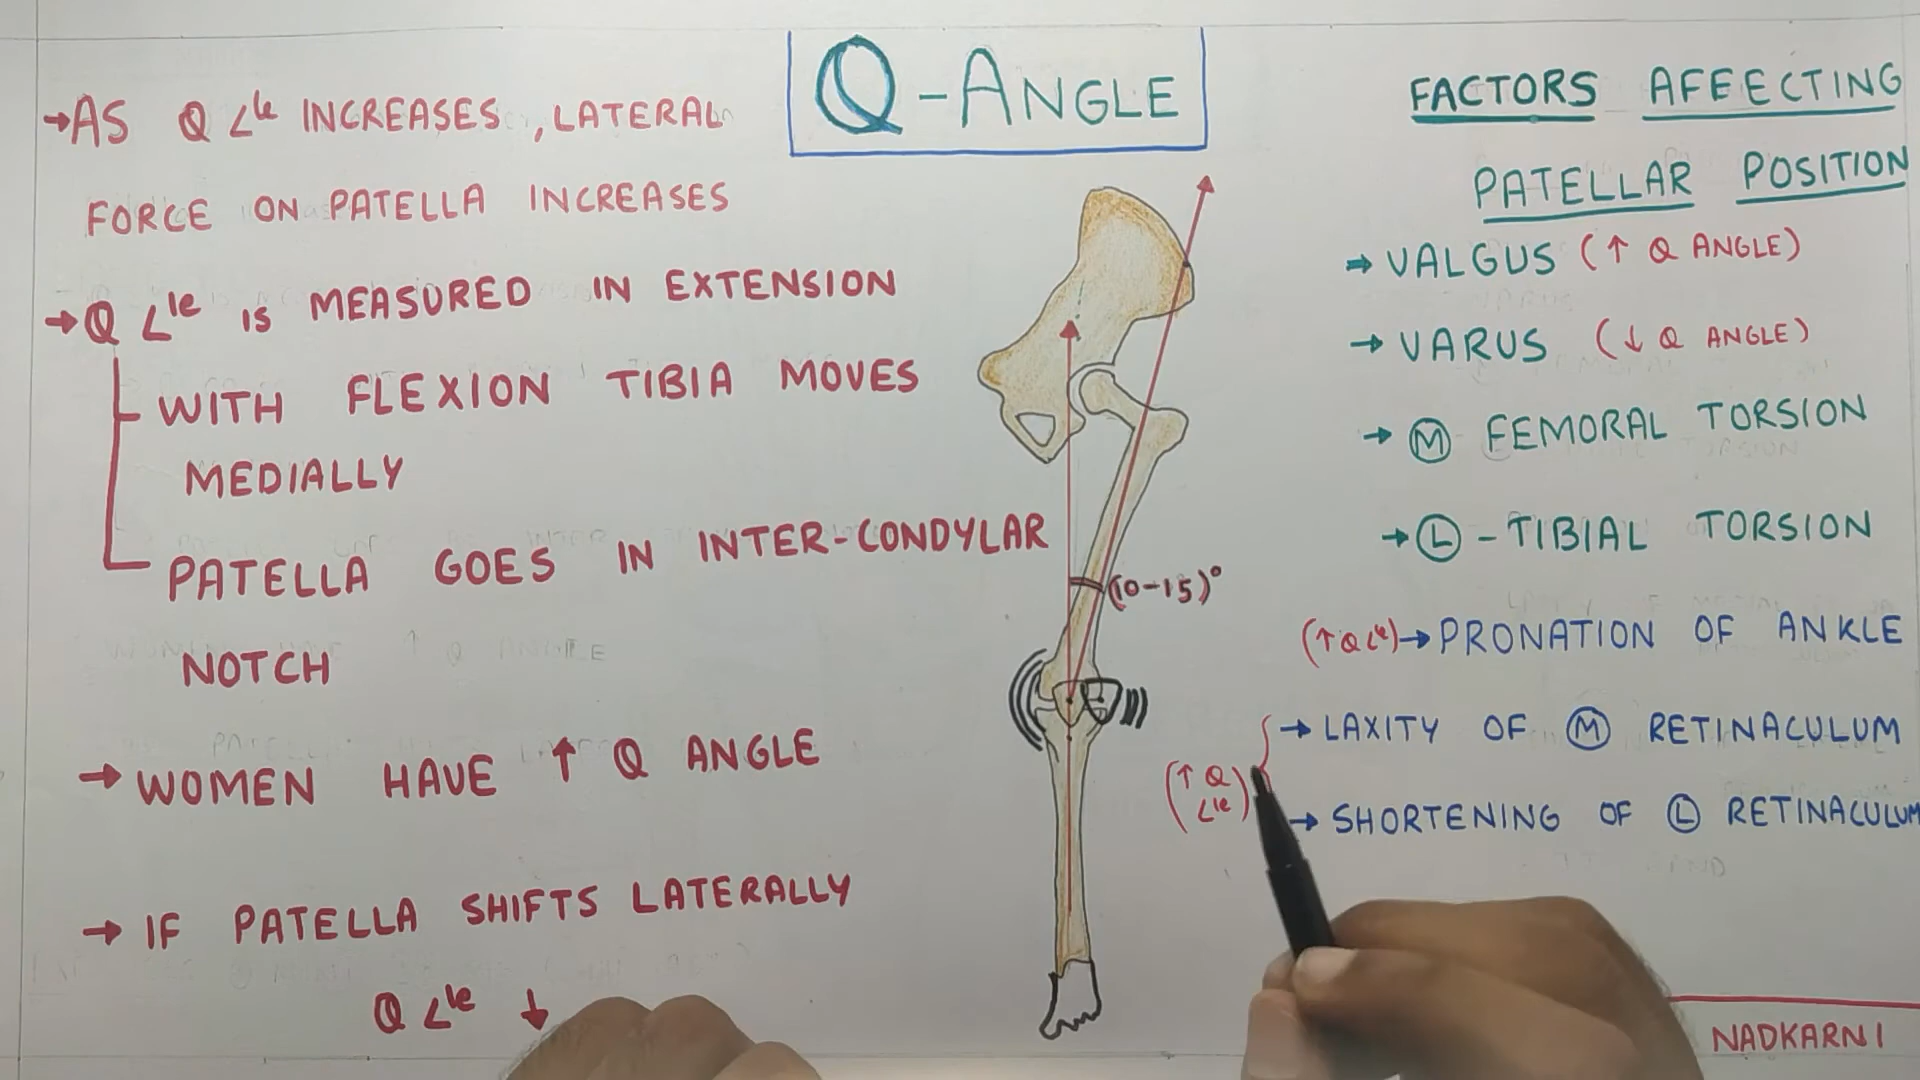 Q-ANGLE
→AS Q ∠le INCREASES, LATERAL
FORCE ON PATELLA INCREASES
→Q ∠le IS MEASURED IN EXTENSION
WITH FLEXION TIBIA MOVES
MEDIALLY
PATELLA GOES IN INTER-CONDYLAR
NOTCH
→WOMEN HAVE ↑ Q ANGLE
→ IF PATELLA SHIFTS LATERALLY
Q ∠le ↓
(10-15)°
FACTORS AFEECTING
PATELLAR POSITION
→ VALGUS (↑ Q ANGLE)
→ VARUS (↓ Q ANGLE)
→ Ⓜ FEMORAL TORSION
→ Ⓛ-TIBIAL TORSION
(↑Q∠le)→PRONATION OF ANKLE
→ LAXITY OF Ⓜ RETINACULUM
(↑ Q
∠le)
→ SHORTENING OF Ⓛ RETINACULUM
NADKARNI